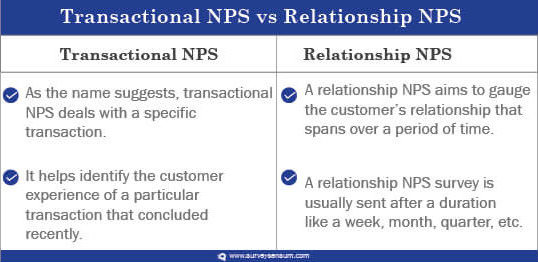 Transactional NPS vs Relationship NPS
Transactional NPS
As the name suggests, transactional
NPS deals with a specific
transaction.
It helps identify the customer
experience of a particular
transaction that concluded
recently.
Relationship NPS
A relationship NPS aims to gauge
the customer's relationship that
spans over a period of time.
A relationship NPS survey is
usually sent after a duration
like a week, month, quarter, etc.
www.surveysensum.com